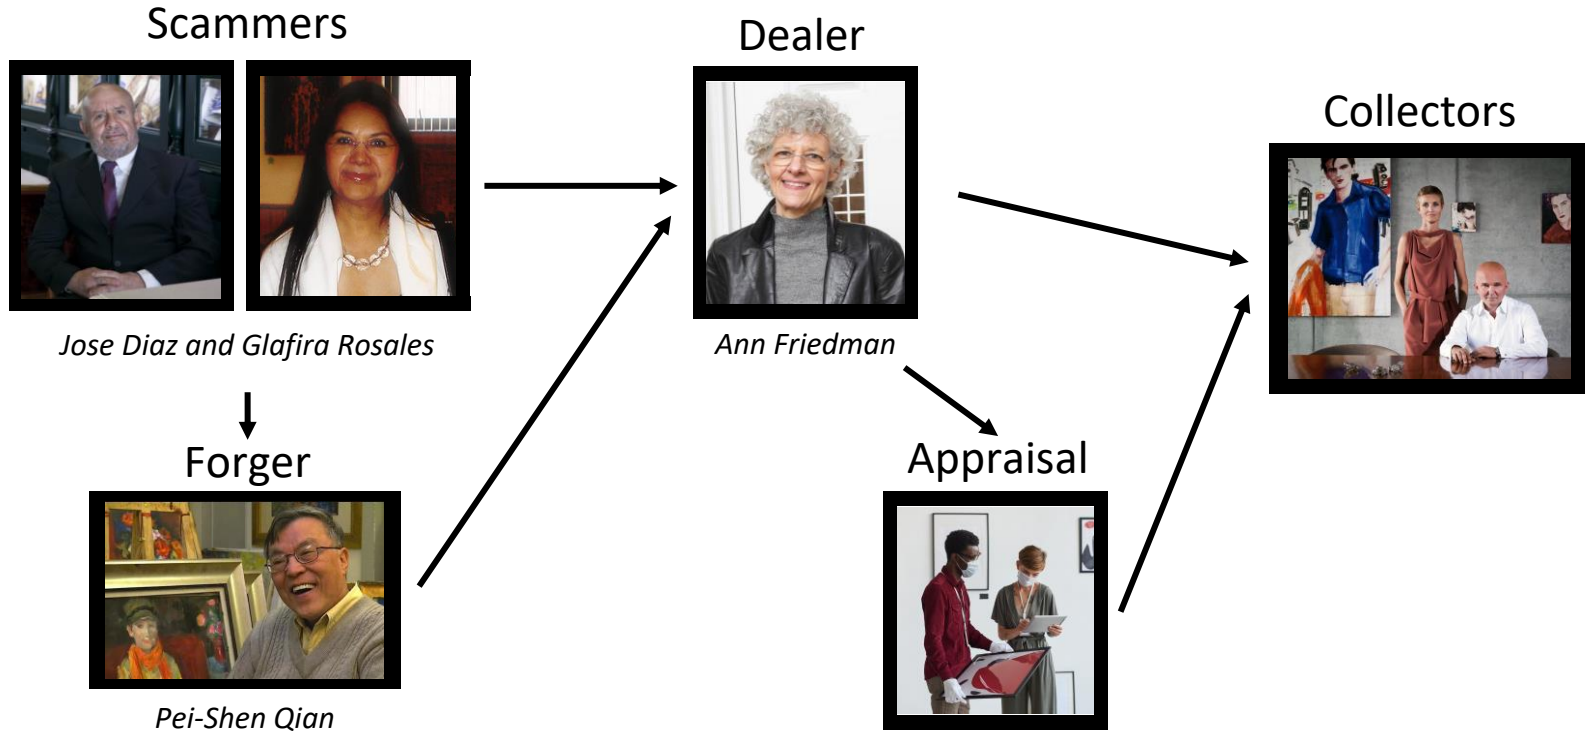 Scammers
Dealer
Collectors
Jose Diaz and Glafira Rosales
Ann Friedman
Forger
Appraisal
Pei-Shen Qian